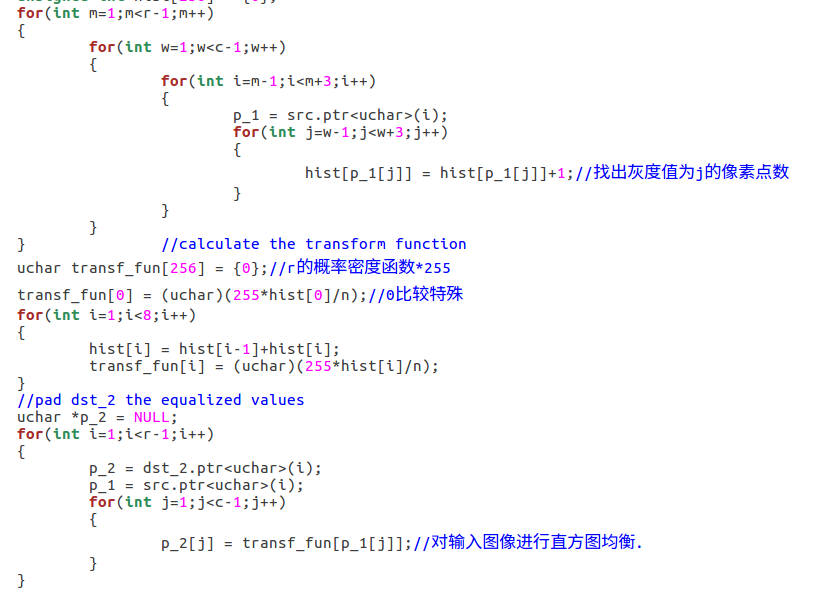 for(int m=1;m<r-1;m++)
{
for(int w=1;w<c-1;w++)
{
for(int i=m-1;i<m+3;i++)
{
p_1 = src.ptr<uchar>(i);
for(int j=w-1;j<w+3;j++)
{
hist[p_1[j]] = hist[p_1[j]]+1;//找出灰度值为j的像素点数
}
}
}
} //calculate the transform function
uchar transf_fun[256] = {0};//r的概率密度函数*255
transf_fun[0] = (uchar)(255*hist[0]/n);//0比较特殊
for(int i=1;i<8;i++)
{
hist[i] = hist[i-1]+hist[i];
transf_fun[i] = (uchar)(255*hist[i]/n);
}
//pad dst_2 the equalized values
uchar *p_2 = NULL;
for(int i=1;i<r-1;i++)
{
p_2 = dst_2.ptr<uchar>(i);
p_1 = src.ptr<uchar>(i);
for(int j=1;j<c-1;j++)
{
p_2[j] = transf_fun[p_1[j]];//对输入图像进行直方图均衡.
}
}